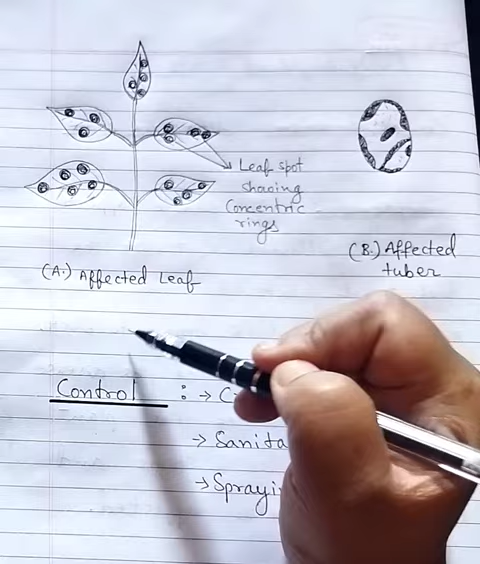 Leaf spot
showing
Concentric
rings
(B.) Affected
tuber
(A.) Affected Leaf
Control : → C
→ Sanita
→ Sprayi